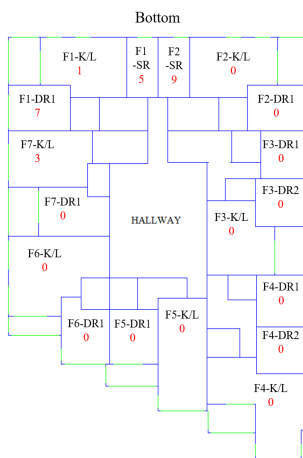 Bottom
F1-K/L
1
F1
-SR
5
F2
-SR
9
F2-K/L
0
F1-DR1
7
F2-DR1
0
F7-K/L
3
F3-DR1
0
F3-DR2
0
F7-DR1
0
HALLWAY
F3-K/L
0
F6-K/L
0
F4-DR1
0
F6-DR1
0
F5-DR1
0
F5-K/L
0
F4-DR2
0
F4-K/L
0